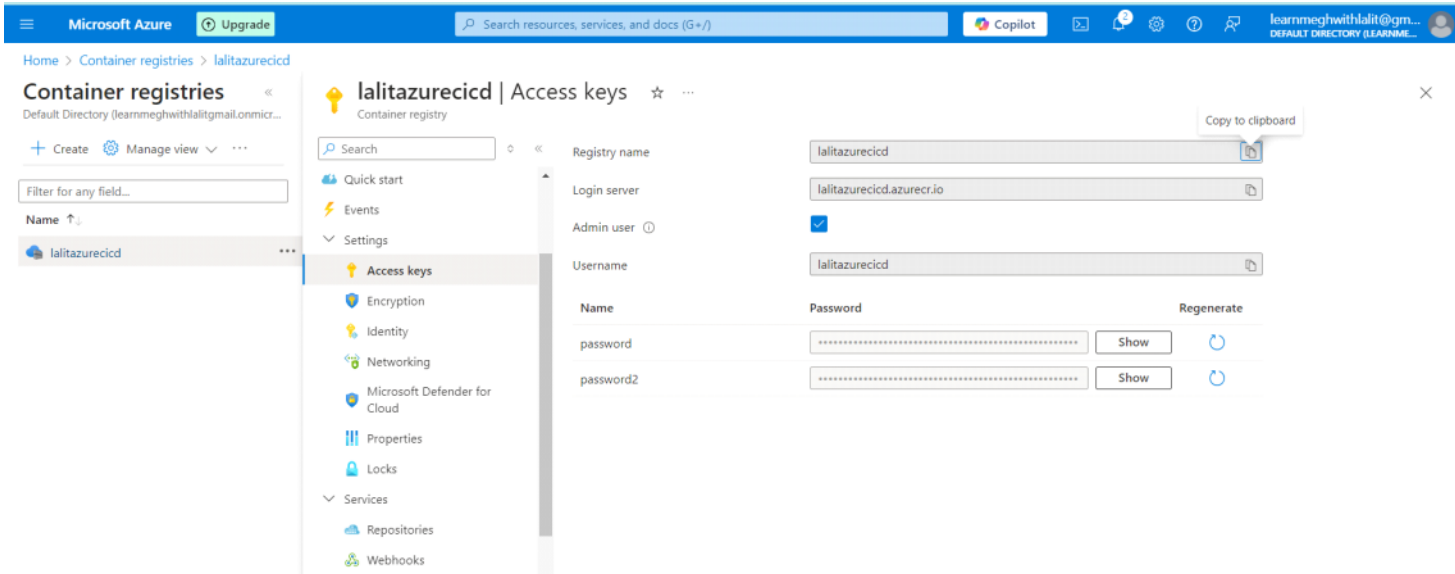 Microsoft Azure
Upgrade
Search resources, services, and docs (G+/)
Copilot
2
learnmeghwithlalit@gm...
DEFAULT DIRECTORY (LEARNME...
Home > Container registries > lalitazurecicd
Container registries «
Default Directory (learnmeghwithlalitgmail.onmicr...
+ Create Manage view ...
Filter for any field...
Name ↑↓
lalitazurecicd ...
lalitazurecicd | Access keys ☆ ...
Container registry
Search
«
Quick start
Events
Settings
Access keys
Encryption
Identity
Networking
Microsoft Defender for
Cloud
Properties
Locks
Services
Repositories
Webhooks
Copy to clipboard
Registry name lalitazurecicd
Login server lalitazurecicd.azurecr.io
Admin user
Username lalitazurecicd
Name Password Regenerate
password Show
password2 Show